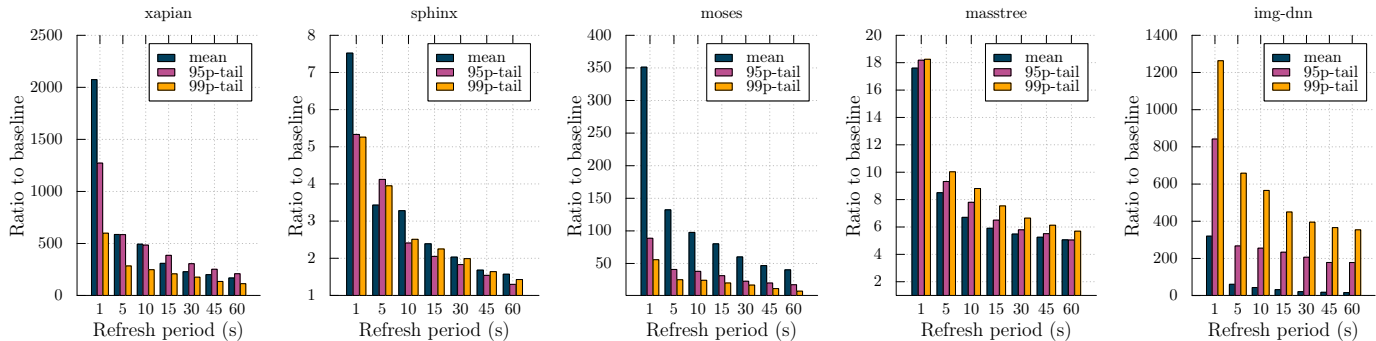 xapian
Ratio to baseline
2500
2000
1500
1000
500
0
mean
95p-tail
99p-tail
1 5 10 15 30 45 60
Refresh period (s)
sphinx
Ratio to baseline
8
7
6
5
4
3
2
1
mean
95p-tail
99p-tail
1 5 10 15 30 45 60
Refresh period (s)
moses
Ratio to baseline
400
350
300
250
200
150
100
50
mean
95p-tail
99p-tail
1 5 10 15 30 45 60
Refresh period (s)
masstree
Ratio to baseline
20
18
16
14
12
10
8
6
4
2
mean
95p-tail
99p-tail
1 5 10 15 30 45 60
Refresh period (s)
img-dnn
Ratio to baseline
1400
1200
1000
800
600
400
200
0
mean
95p-tail
99p-tail
1 5 10 15 30 45 60
Refresh period (s)